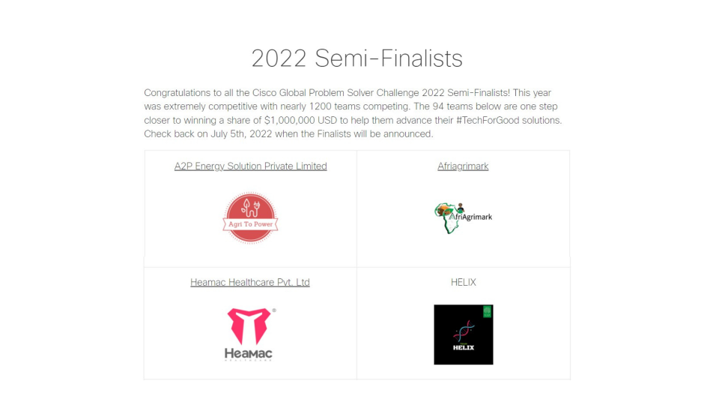 2022 Semi-Finalists
Congratulations to all the Cisco Global Problem Solver Challenge 2022 Semi-Finalists! This year
was extremely competitive with nearly 1200 teams competing. The 94 teams below are one step
closer to winning a share of $1,000,000 USD to help them advance their #TechForGood solutions.
Check back on July 5th, 2022 when the Finalists will be announced.
A2P Energy Solution Private Limited
Afriagrimark
Agri To Power
friAgrimark
Heamac Healthcare Pvt. Ltd
HELIX
®
HEAMAC
HELIX